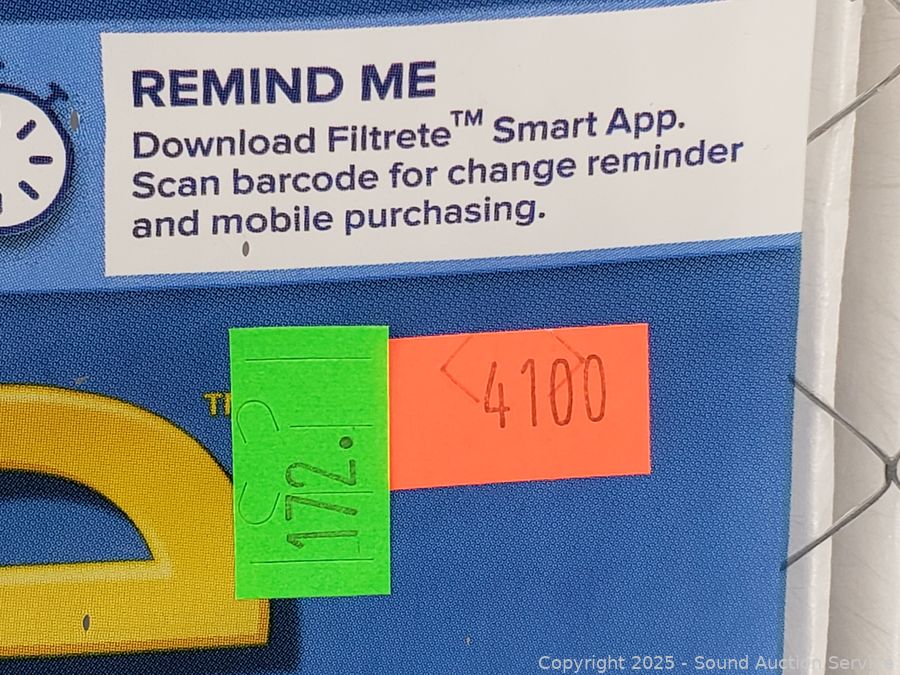 REMIND ME
Download Filtrete™ Smart App.
Scan barcode for change reminder
and mobile purchasing.
4100
172.
Copyright 2025 - Sound Auction Service